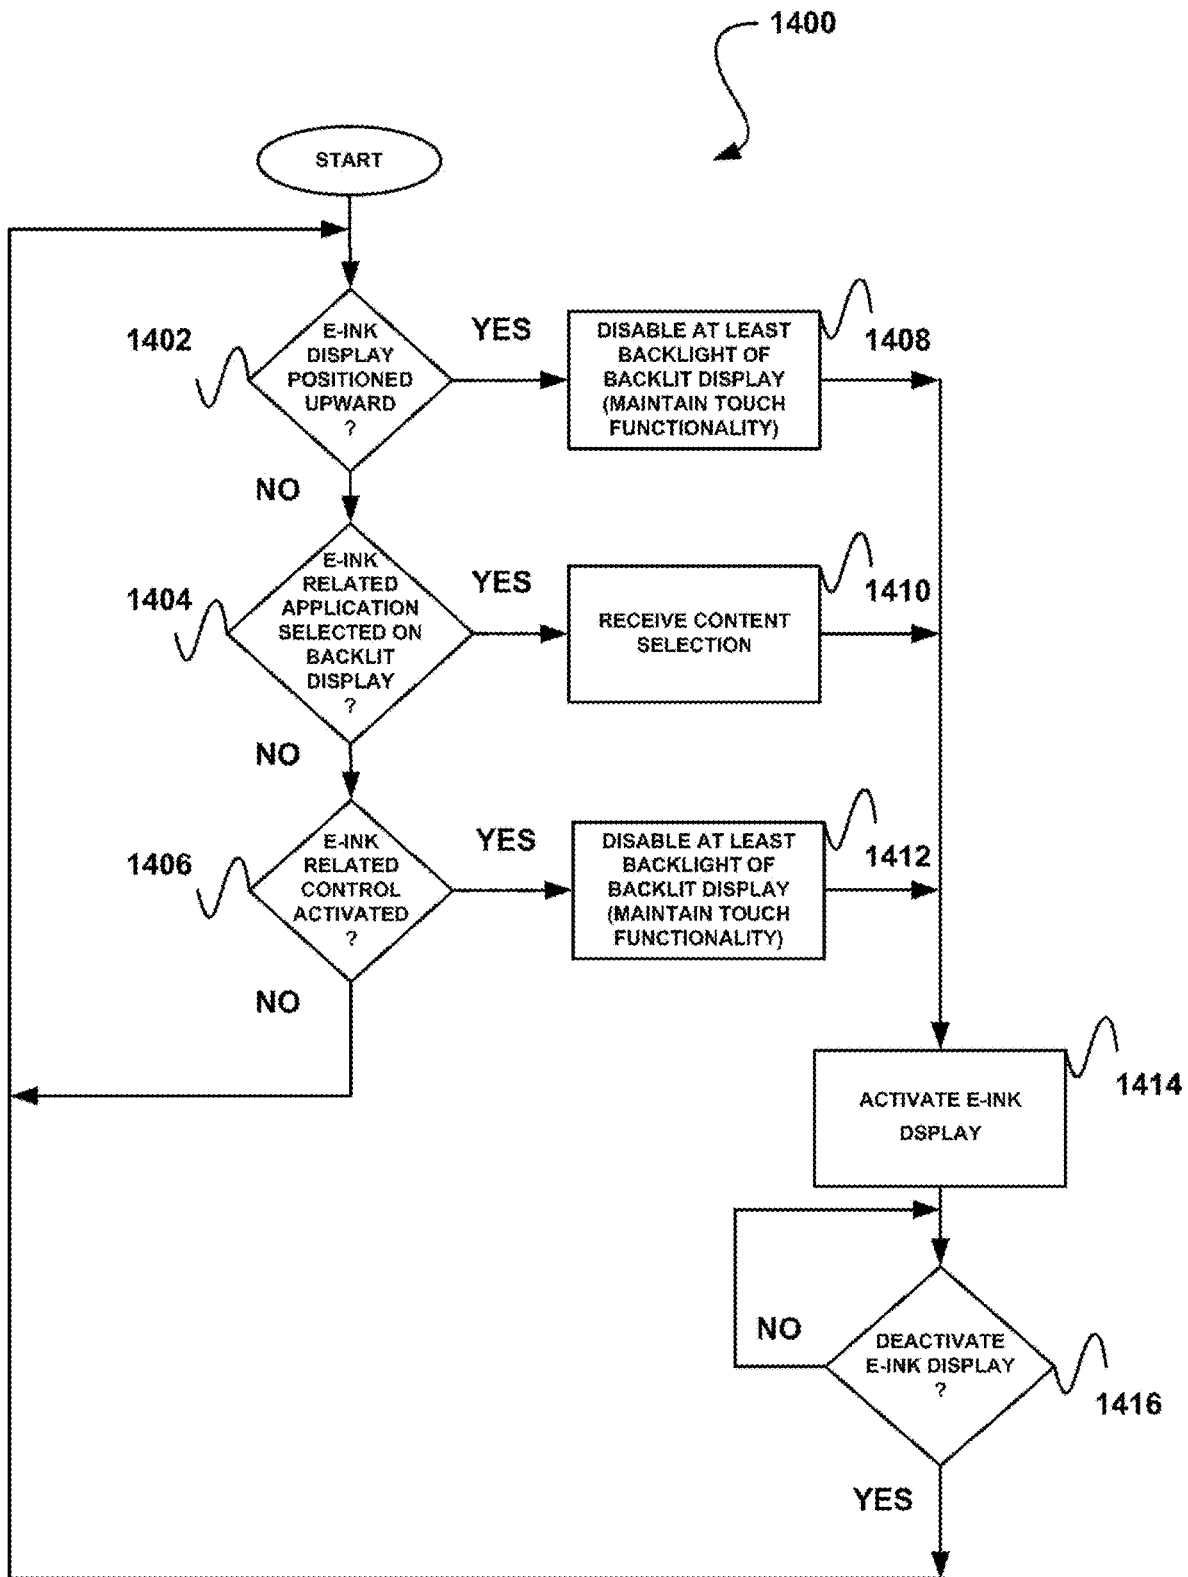 1400
START
1402
E-INK
DISPLAY
POSITIONED
UPWARD
?
YES
DISABLE AT LEAST
BACKLIGHT OF
BACKLIT DISPLAY
(MAINTAIN TOUCH
FUNCTIONALITY)
1408
NO
1404
E-INK
RELATED
APPLICATION
SELECTED ON
BACKLIT
DISPLAY
?
YES
RECEIVE CONTENT
SELECTION
1410
NO
1406
E-INK
RELATED
CONTROL
ACTIVATED
?
YES
DISABLE AT LEAST
BACKLIGHT OF
BACKLIT DISPLAY
(MAINTAIN TOUCH
FUNCTIONALITY)
1412
NO
ACTIVATE E-INK
DSPLAY
1414
NO
DEACTIVATE
E-INK DISPLAY
?
1416
YES